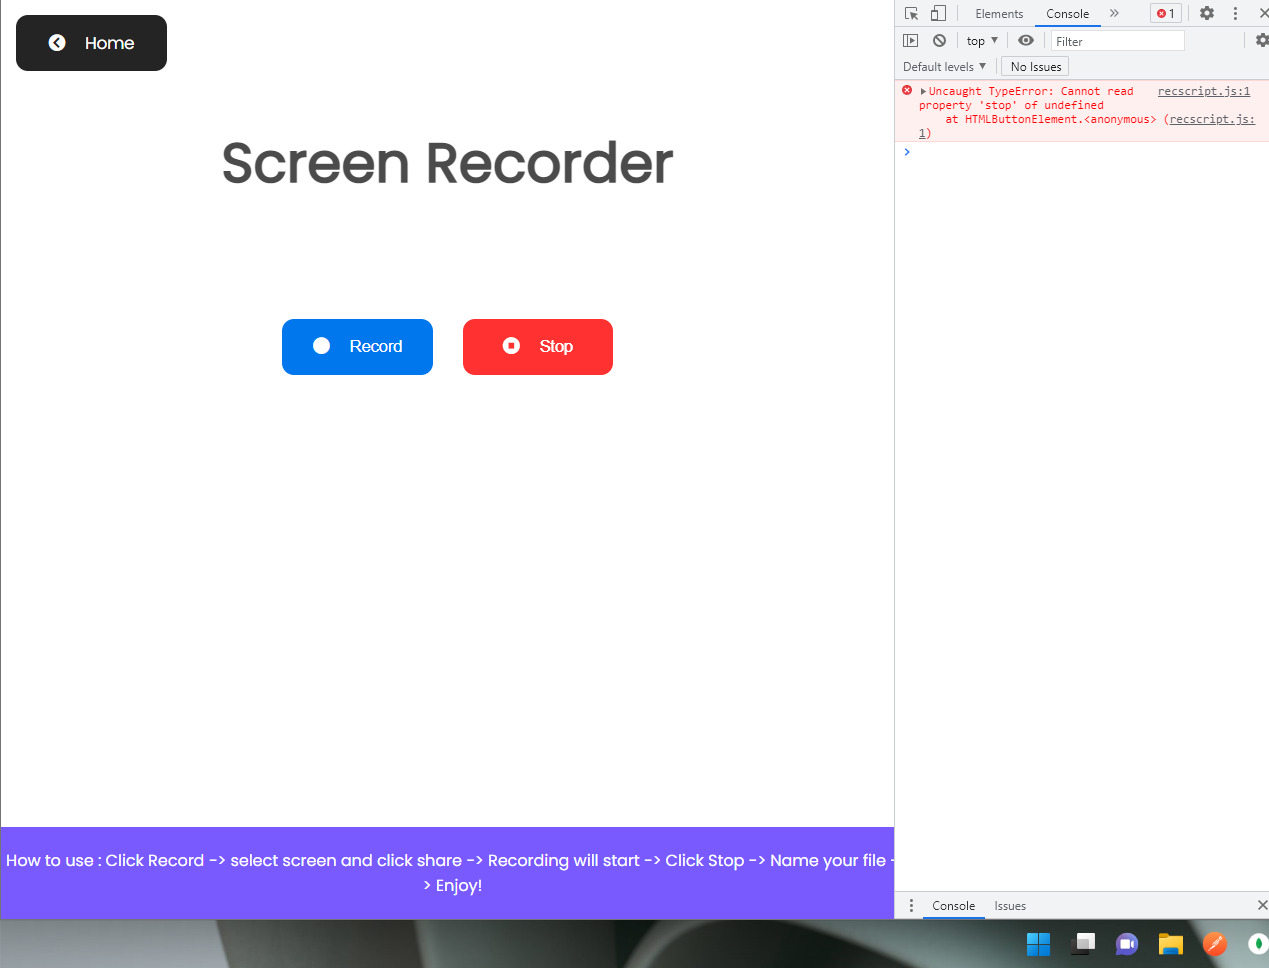 Home
Screen Recorder
Record
Stop
How to use : Click Record -> select screen and click share -> Recording will start -> Click Stop -> Name your file -
> Enjoy!
Elements
Console
1
top
Filter
Default levels
No Issues
Uncaught TypeError: Cannot read recscript.js:1
property 'stop' of undefined
at HTMLButtonElement.<anonymous> (recscript.js:
1)
Console
Issues